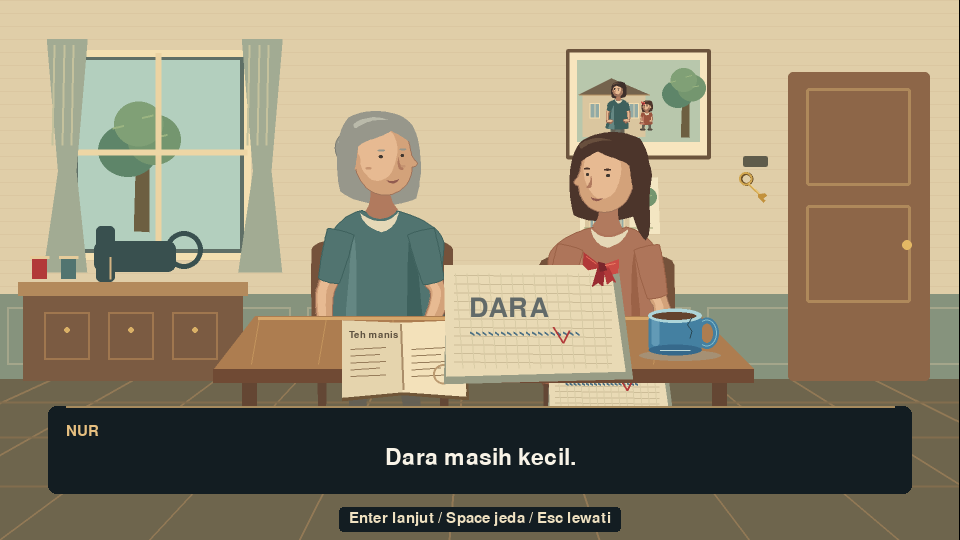 Teh manis
DARA
NUR
Dara masih kecil.
Enter lanjut / Space jeda / Esc lewati